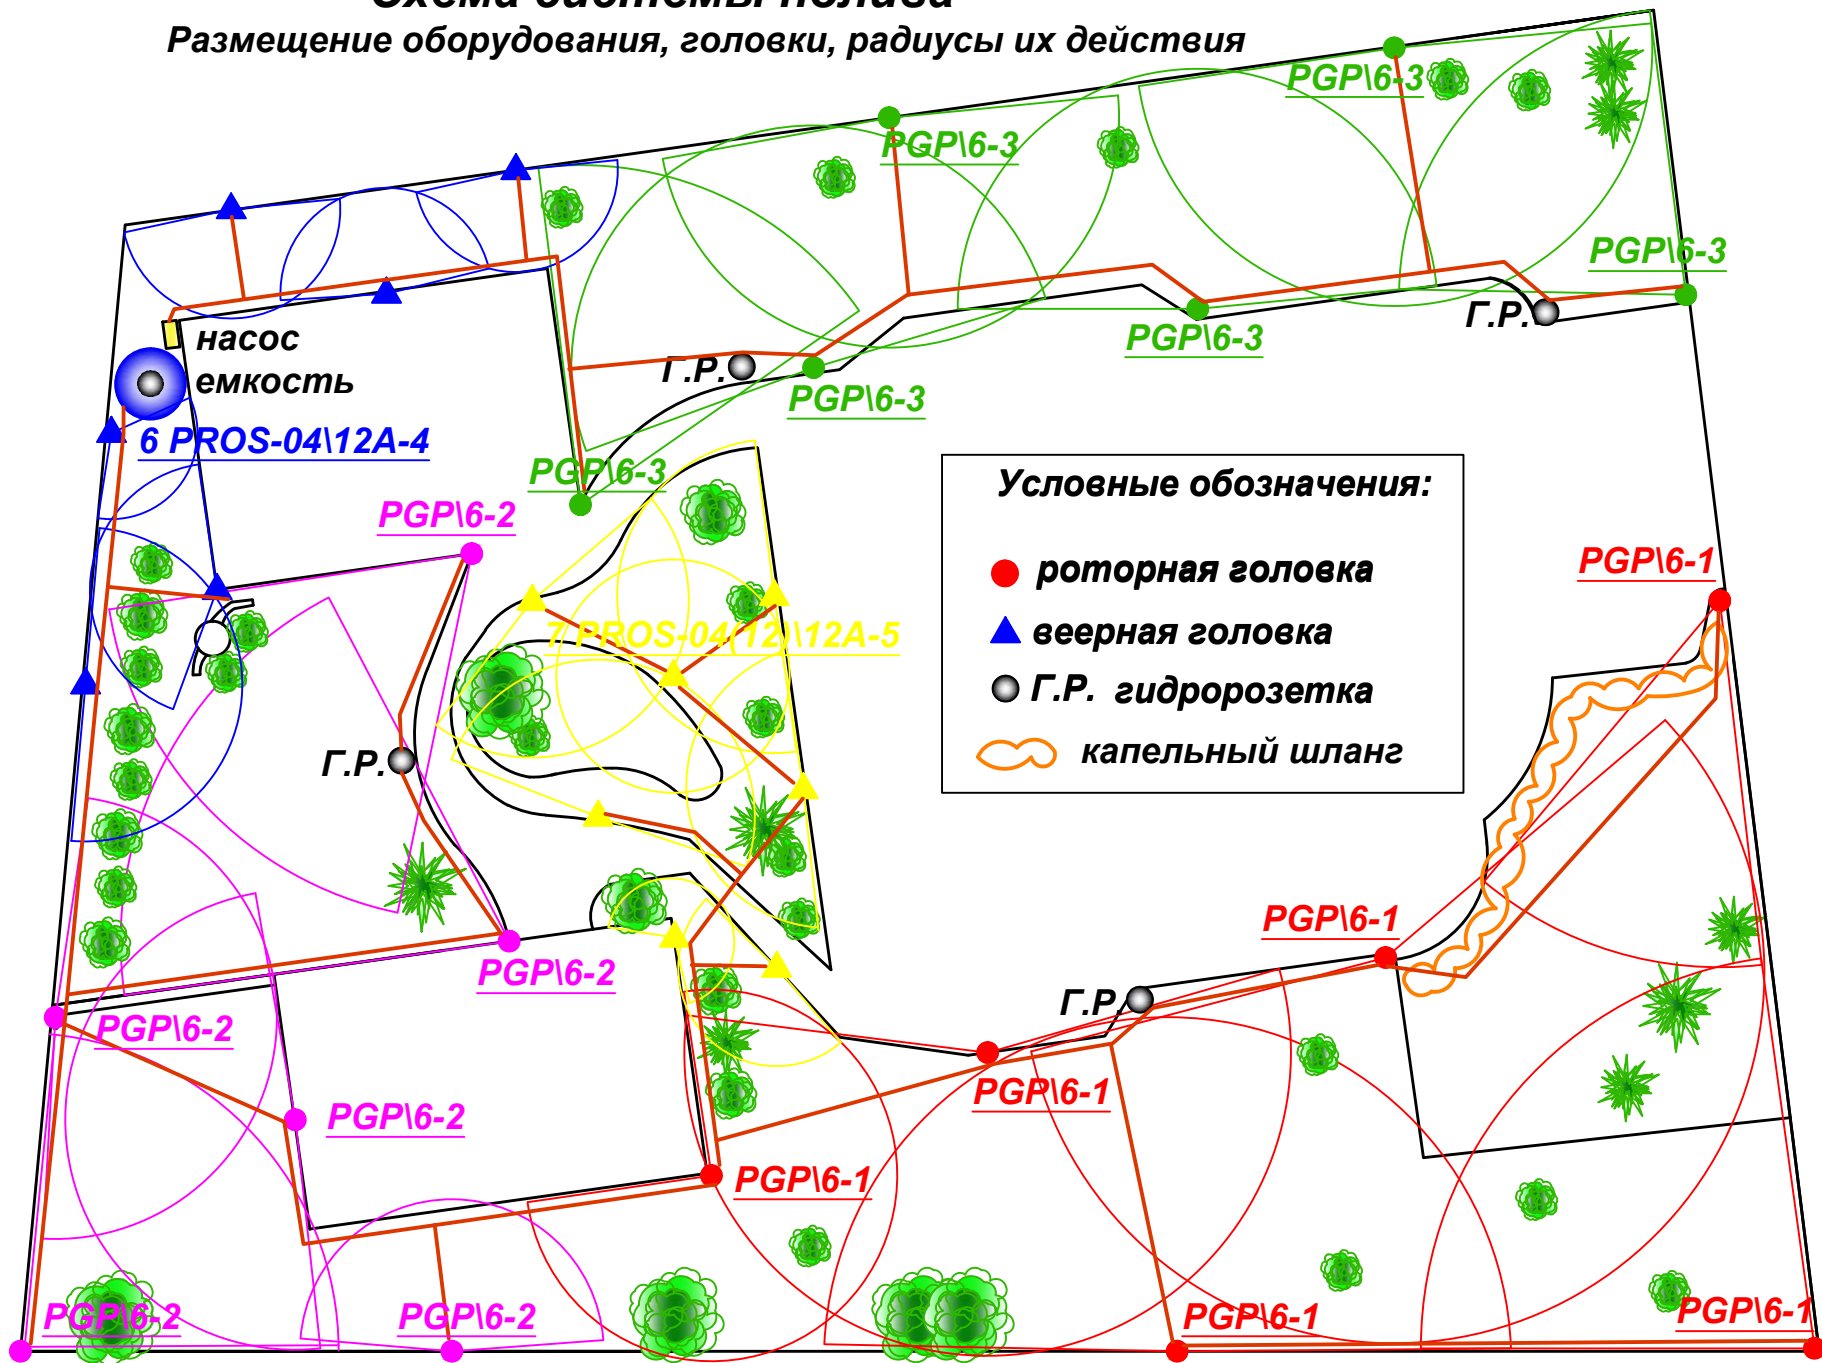 Схема системы полива
Размещение оборудования, головки, радиусы их действия
PGP\6-3
PGP\6-3
PGP\6-3
насос
емкость
Г.Р.
PGP\6-3
PGP\6-3
Г.Р.
6 PROS-04\12A-4
PGP\6-3
PGP\6-2
7 PROS-04(12)\12A-5
Условные обозначения:
роторная головка
веерная головка
Г.Р. гидророзетка
капельный шланг
PGP\6-1
Г.Р.
PGP\6-2
PGP\6-1
Г.Р.
PGP\6-2
PGP\6-2
PGP\6-1
PGP\6-1
PGP\6-2
PGP\6-2
PGP\6-1
PGP\6-1